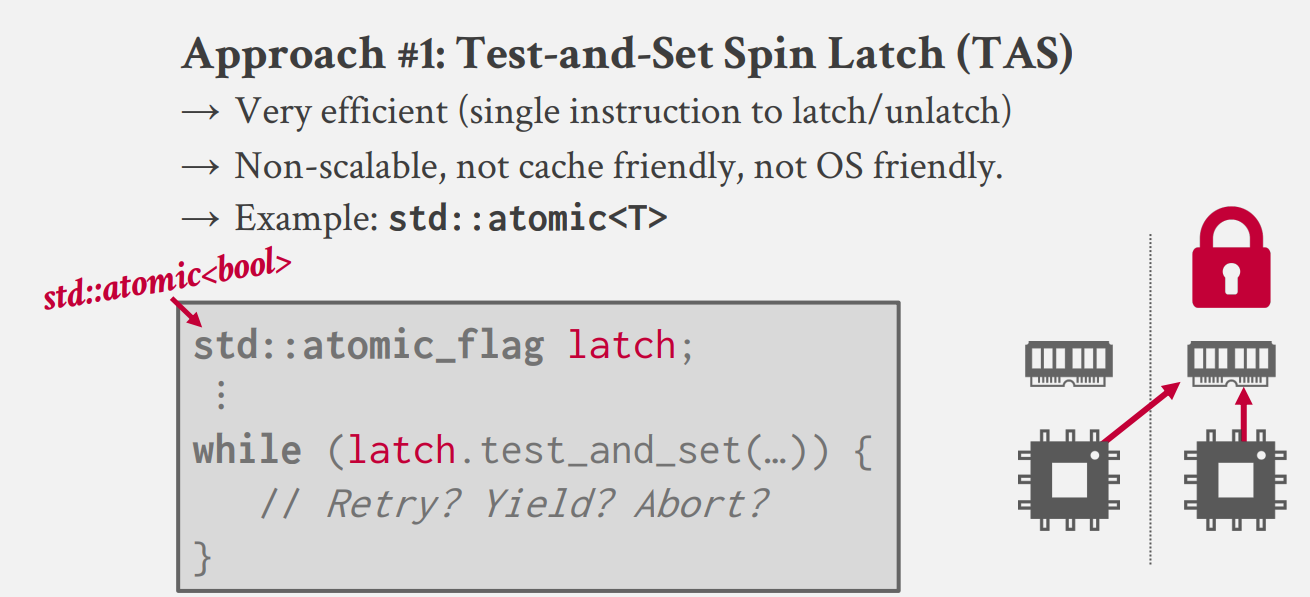 Approach #1: Test-and-Set Spin Latch (TAS)
→ Very efficient (single instruction to latch/unlatch)
→ Non-scalable, not cache friendly, not OS friendly.
→ Example: std::atomic<T>
std::atomic<bool>
std::atomic_flag latch;
⋮
while (latch.test_and_set(…)) {
// Retry? Yield? Abort?
}